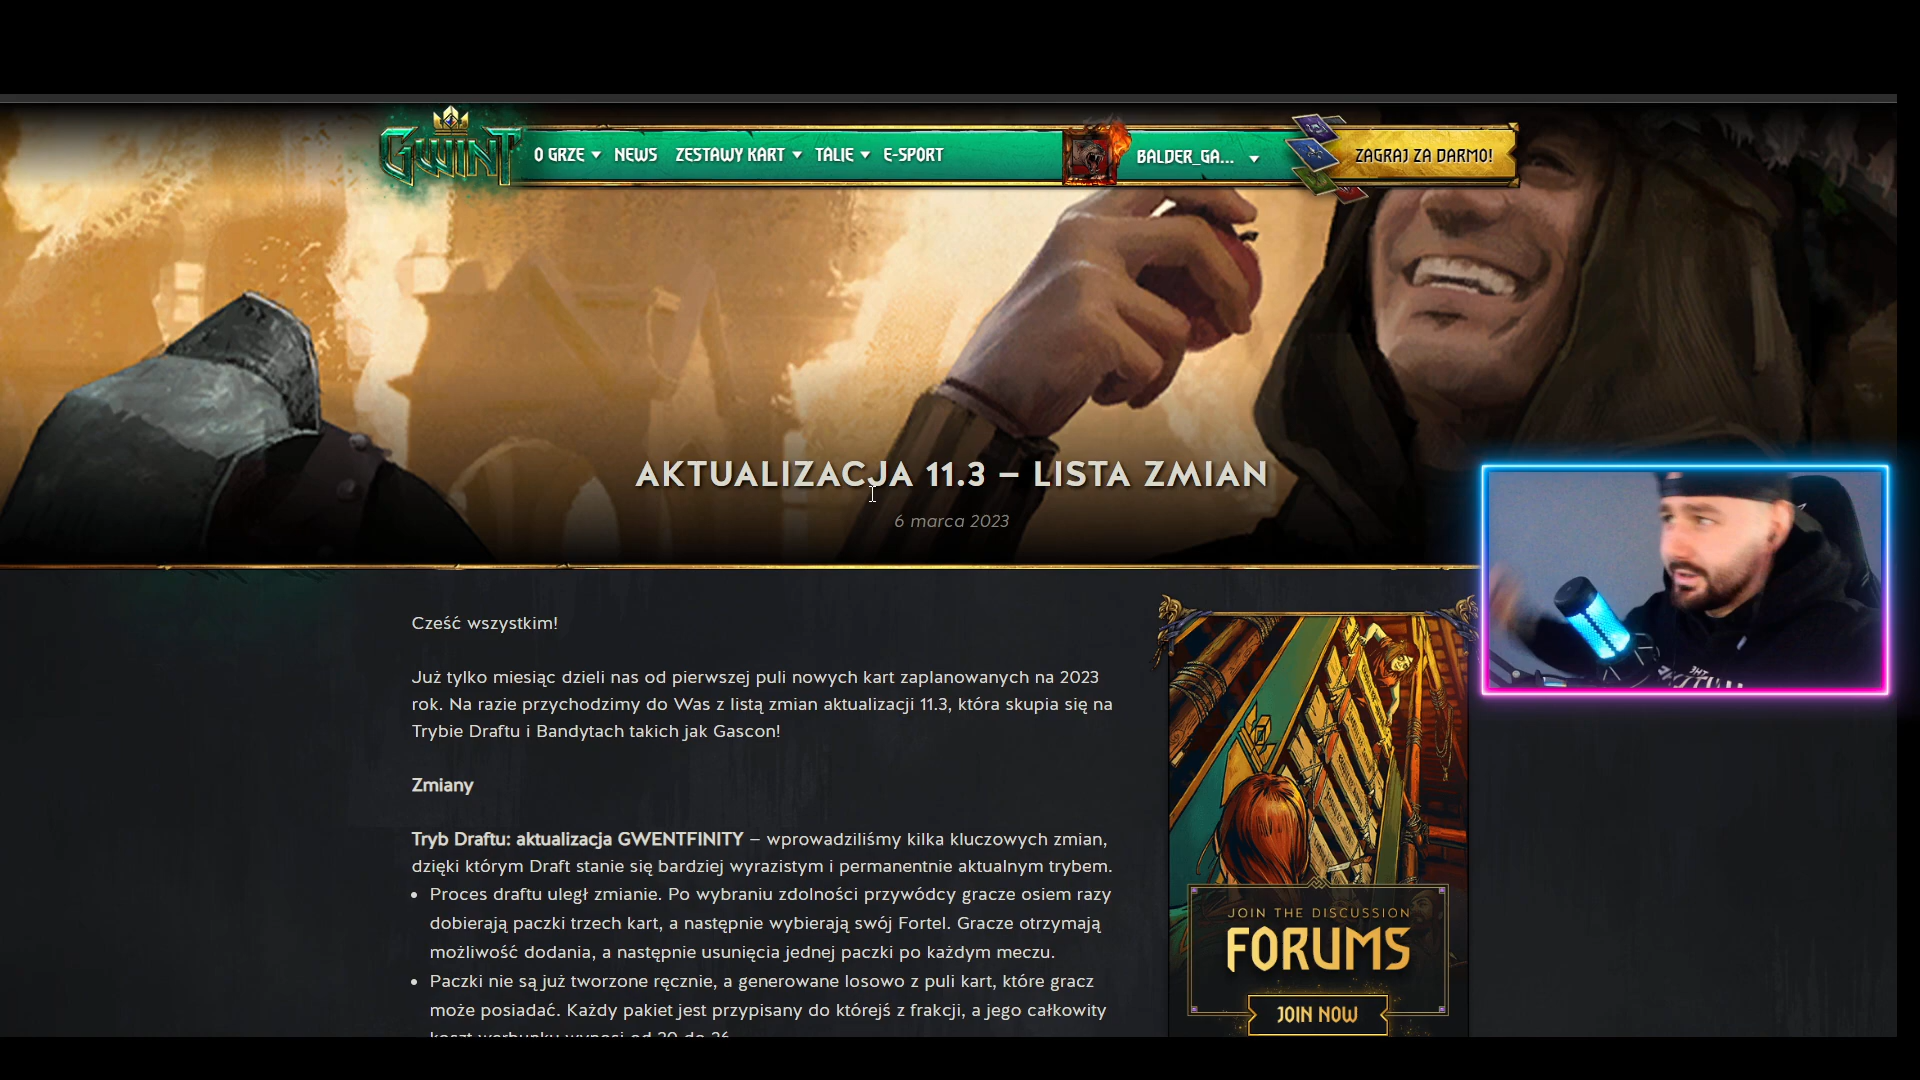 GWINT
O GRZE
NEWS
ZESTAWY KART
TALIE
E-SPORT
BALDER_GA...
ZAGRAJ ZA DARMO!
AKTUALIZACJA 11.3 – LISTA ZMIAN
6 marca 2023
Cześć wszystkim!
Już tylko miesiąc dzieli nas od pierwszej puli nowych kart zaplanowanych na 2023
rok. Na razie przychodzimy do Was z listą zmian aktualizacji 11.3, która skupia się na
Trybie Draftu i Bandytach takich jak Gascon!
Zmiany
Tryb Draftu: aktualizacja GWENTFINITY – wprowadziliśmy kilka kluczowych zmian,
dzięki którym Draft stanie się bardziej wyrazistym i permanentnie aktualnym trybem.
• Proces draftu uległ zmianie. Po wybraniu zdolności przywódcy gracze osiem razy
dobierają paczki trzech kart, a następnie wybierają swój Fortel. Gracze otrzymają
możliwość dodania, a następnie usunięcia jednej paczki po każdym meczu.
• Paczki nie są już tworzone ręcznie, a generowane losowo z puli kart, które gracz
może posiadać. Każdy pakiet jest przypisany do którejś z frakcji, a jego całkowity
JOIN THE DISCUSSION
FORUMS
JOIN NOW